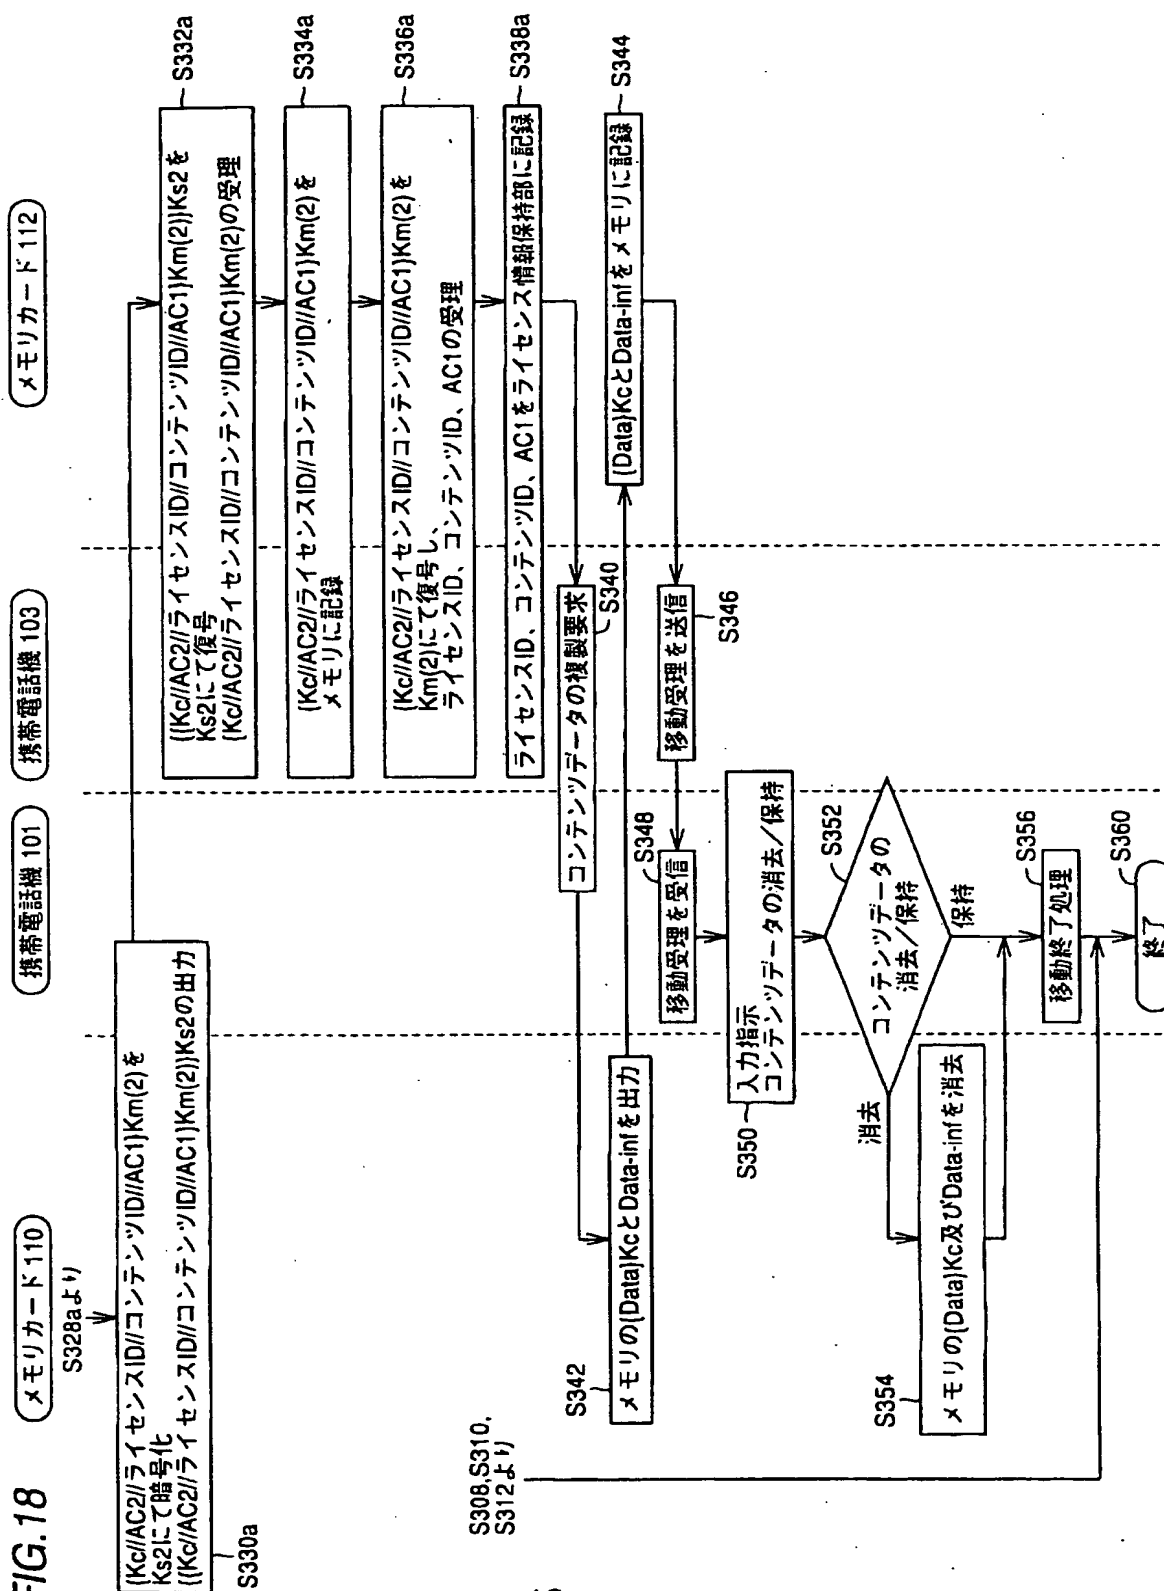 FIG.18
メモリカード 110
携帯電話機 101
携帯電話機 103
メモリカード 112
S328aより
{Kc//AC2//ライセンスID//コンテンツID//AC1}Km(2)を
Ks2にて暗号化
{{Kc//AC2//ライセンスID//コンテンツID//AC1}Km(2)}Ks2の出力
S330a
{{Kc//AC2//ライセンスID//コンテンツID//AC1}Km(2)}Ks2を
Ks2にて復号
{Kc//AC2//ライセンスID//コンテンツID//AC1}Km(2)の受理
S332a
{Kc//AC2//ライセンスID//コンテンツID//AC1}Km(2)を
メモリに記録
S334a
{Kc//AC2//ライセンスID//コンテンツID//AC1}Km(2)を
Km(2)にて復号し、
ライセンスID、コンテンツID、AC1の受理
S336a
ライセンスID、コンテンツID、AC1をライセンス情報保持部に記録
S338a
コンテンツデータの複製要求
S340
S342
メモリの{Data}KcとData-infを出力
{Data}KcとData-infをメモリに記録
S344
移動受理を送信
S346
移動受理を受信
S348
S350
入力指示
コンテンツデータの消去/保持
コンテンツデータの
消去/保持
S352
消去
保持
S354
メモリの{Data}Kc及びData-infを消去
移動終了処理
S356
S308,S310,
S312より
終了
S360